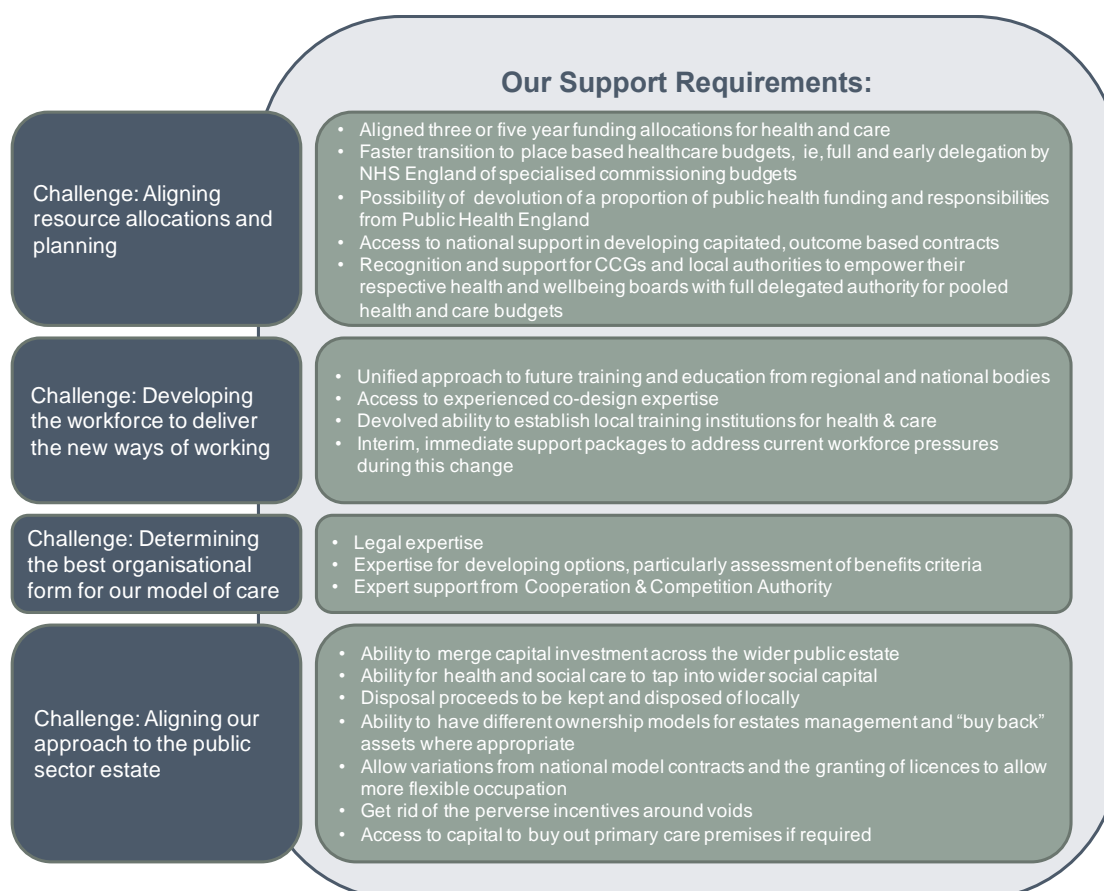 Our Support Requirements:
Challenge: Aligning
resource allocations and
planning
• Aligned three or five year funding allocations for health and care
• Faster transition to place based healthcare budgets, ie, full and early delegation by
NHS England of specialised commissioning budgets
• Possibility of devolution of a proportion of public health funding and responsibilities
from Public Health England
• Access to national support in developing capitated, outcome based contracts
• Recognition and support for CCGs and local authorities to empower their
respective health and wellbeing boards with full delegated authority for pooled
health and care budgets
Challenge: Developing
the workforce to deliver
the new ways of working
• Unified approach to future training and education from regional and national bodies
• Access to experienced co-design expertise
• Devolved ability to establish local training institutions for health & care
• Interim, immediate support packages to address current workforce pressures
during this change
Challenge: Determining
the best organisational
form for our model of care
• Legal expertise
• Expertise for developing options, particularly assessment of benefits criteria
• Expert support from Cooperation & Competition Authority
Challenge: Aligning our
approach to the public
sector estate
• Ability to merge capital investment across the wider public estate
• Ability for health and social care to tap into wider social capital
• Disposal proceeds to be kept and disposed of locally
• Ability to have different ownership models for estates management and “buy back”
assets where appropriate
• Allow variations from national model contracts and the granting of licences to allow
more flexible occupation
• Get rid of the perverse incentives around voids
• Access to capital to buy out primary care premises if required